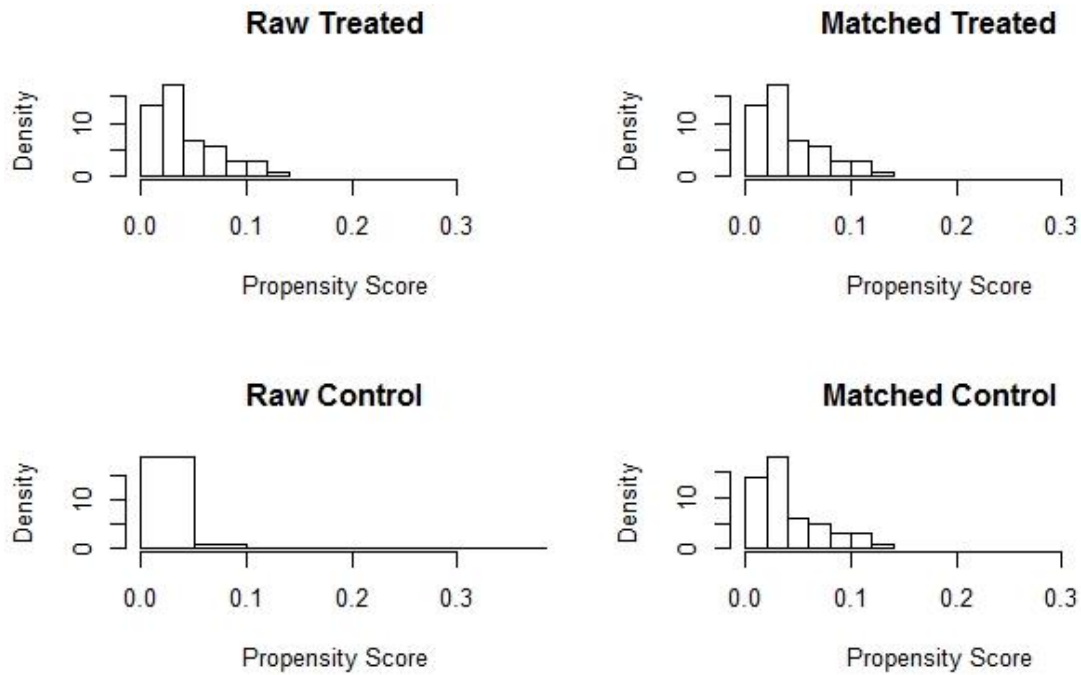 Raw Treated
Density
0 10
0.0 0.1 0.2 0.3
Propensity Score
Matched Treated
Density
0 10
0.0 0.1 0.2 0.3
Propensity Score
Raw Control
Density
0 10
0.0 0.1 0.2 0.3
Propensity Score
Matched Control
Density
0 10
0.0 0.1 0.2 0.3
Propensity Score